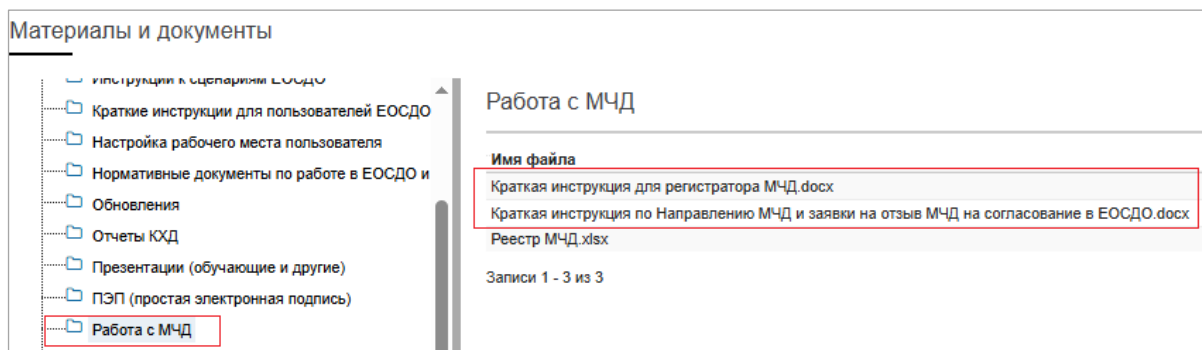 Материалы и документы
Инструкции к сценариям ЕОСДО
Краткие инструкции для пользователей ЕОСДО
Настройка рабочего места пользователя
Нормативные документы по работе в ЕОСДО и
Обновления
Отчеты КХД
Презентации (обучающие и другие)
ПЭП (простая электронная подпись)
Работа с МЧД
Работа с МЧД
Имя файла
Краткая инструкция для регистратора МЧД.docx
Краткая инструкция по Направлению МЧД и заявки на отзыв МЧД на согласование в ЕОСДО.docx
Реестр МЧД.xlsx
Записи 1 - 3 из 3